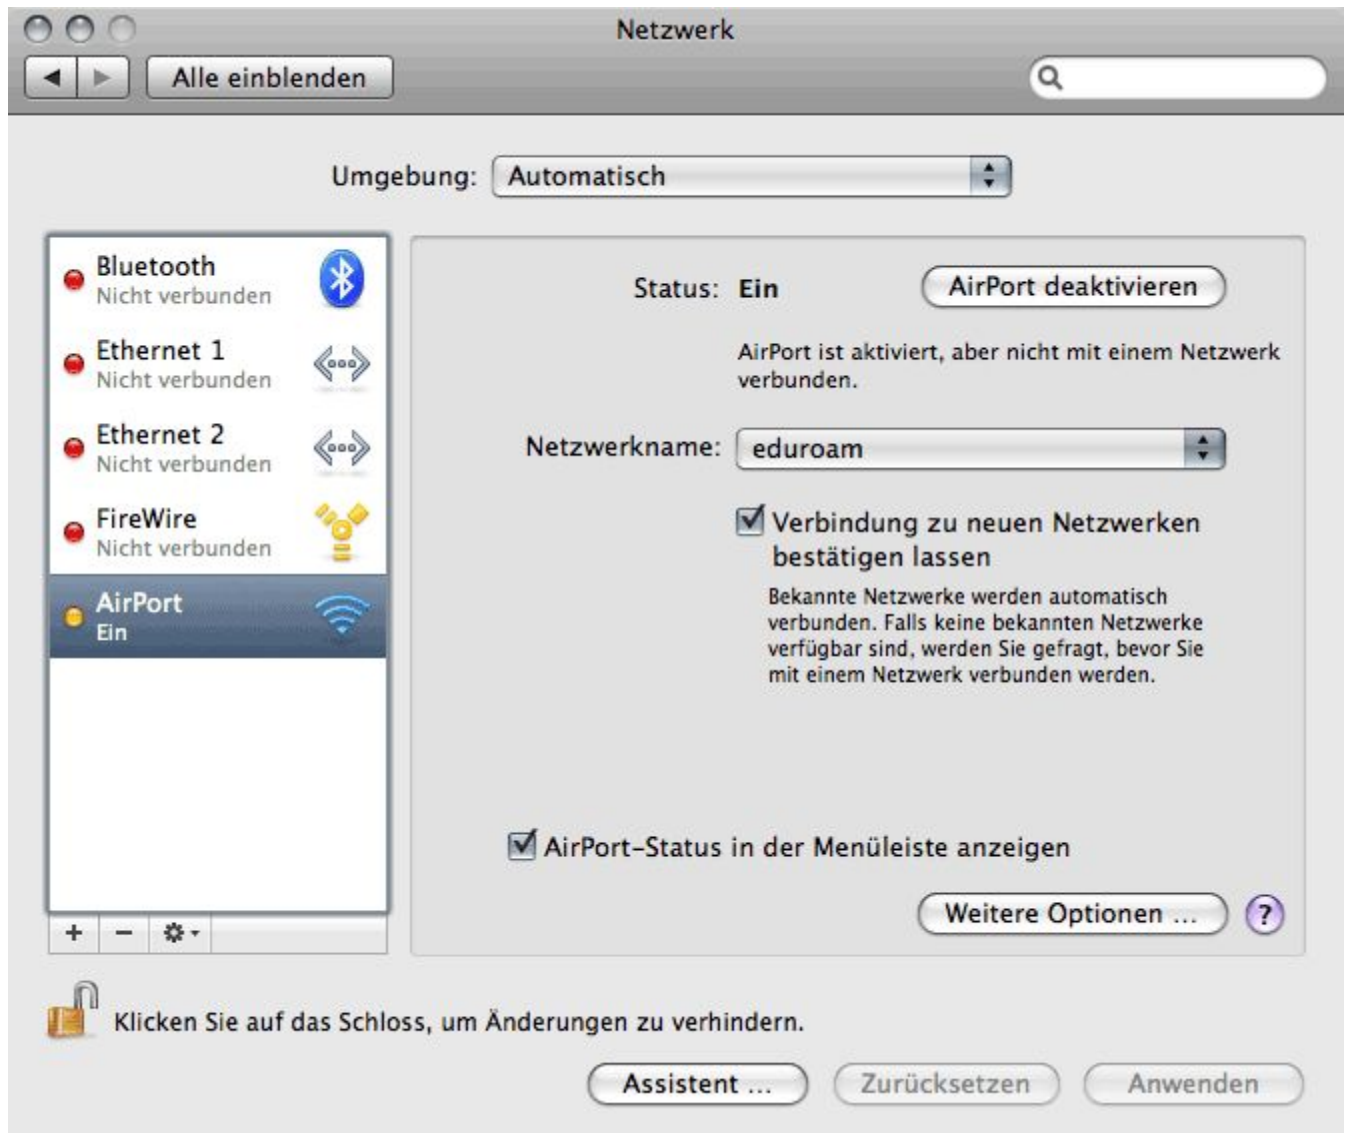 Netzwerk
Alle einblenden
Umgebung: Automatisch
Bluetooth
Nicht verbunden
Ethernet 1
Nicht verbunden
Ethernet 2
Nicht verbunden
FireWire
Nicht verbunden
AirPort
Ein
Status: Ein AirPort deaktivieren
AirPort ist aktiviert, aber nicht mit einem Netzwerk
verbunden.
Netzwerkname: eduroam
Verbindung zu neuen Netzwerken
bestätigen lassen
Bekannte Netzwerke werden automatisch
verbunden. Falls keine bekannten Netzwerke
verfügbar sind, werden Sie gefragt, bevor Sie
mit einem Netzwerk verbunden werden.
AirPort-Status in der Menüleiste anzeigen
Weitere Optionen ... ?
Klicken Sie auf das Schloss, um Änderungen zu verhindern.
Assistent ... Zurücksetzen Anwenden